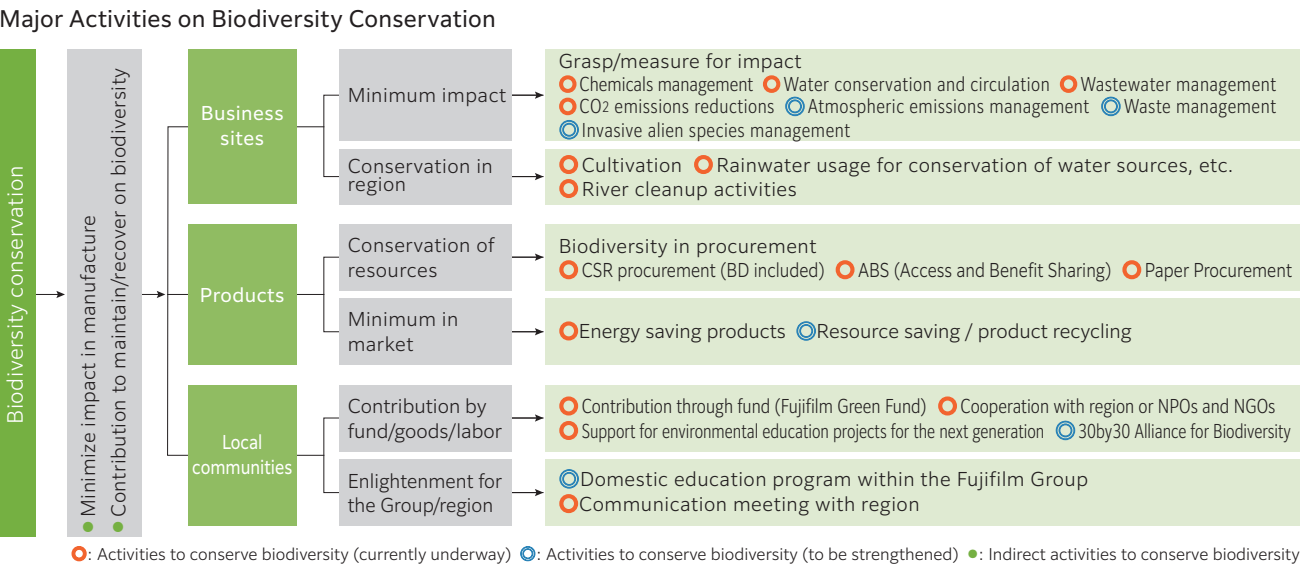 Major Activities on Biodiversity Conservation
Biodiversity conservation
Minimize impact in manufacture
Contribution to maintain/recover on biodiversity
Business
sites
Minimum impact
Grasp/measure for impact
Chemicals management Water conservation and circulation Wastewater management
CO2 emissions reductions Atmospheric emissions management Waste management
Invasive alien species management
Conservation in
region
Cultivation Rainwater usage for conservation of water sources, etc.
River cleanup activities
Products
Conservation of
resources
Biodiversity in procurement
CSR procurement (BD included) ABS (Access and Benefit Sharing) Paper Procurement
Minimum in
market
Energy saving products Resource saving / product recycling
Local
communities
Contribution by
fund/goods/labor
Contribution through fund (Fujifilm Green Fund) Cooperation with region or NPOs and NGOs
Support for environmental education projects for the next generation 30by30 Alliance for Biodiversity
Enlightenment for
the Group/region
Domestic education program within the Fujifilm Group
Communication meeting with region
: Activities to conserve biodiversity (currently underway) : Activities to conserve biodiversity (to be strengthened) : Indirect activities to conserve biodiversity